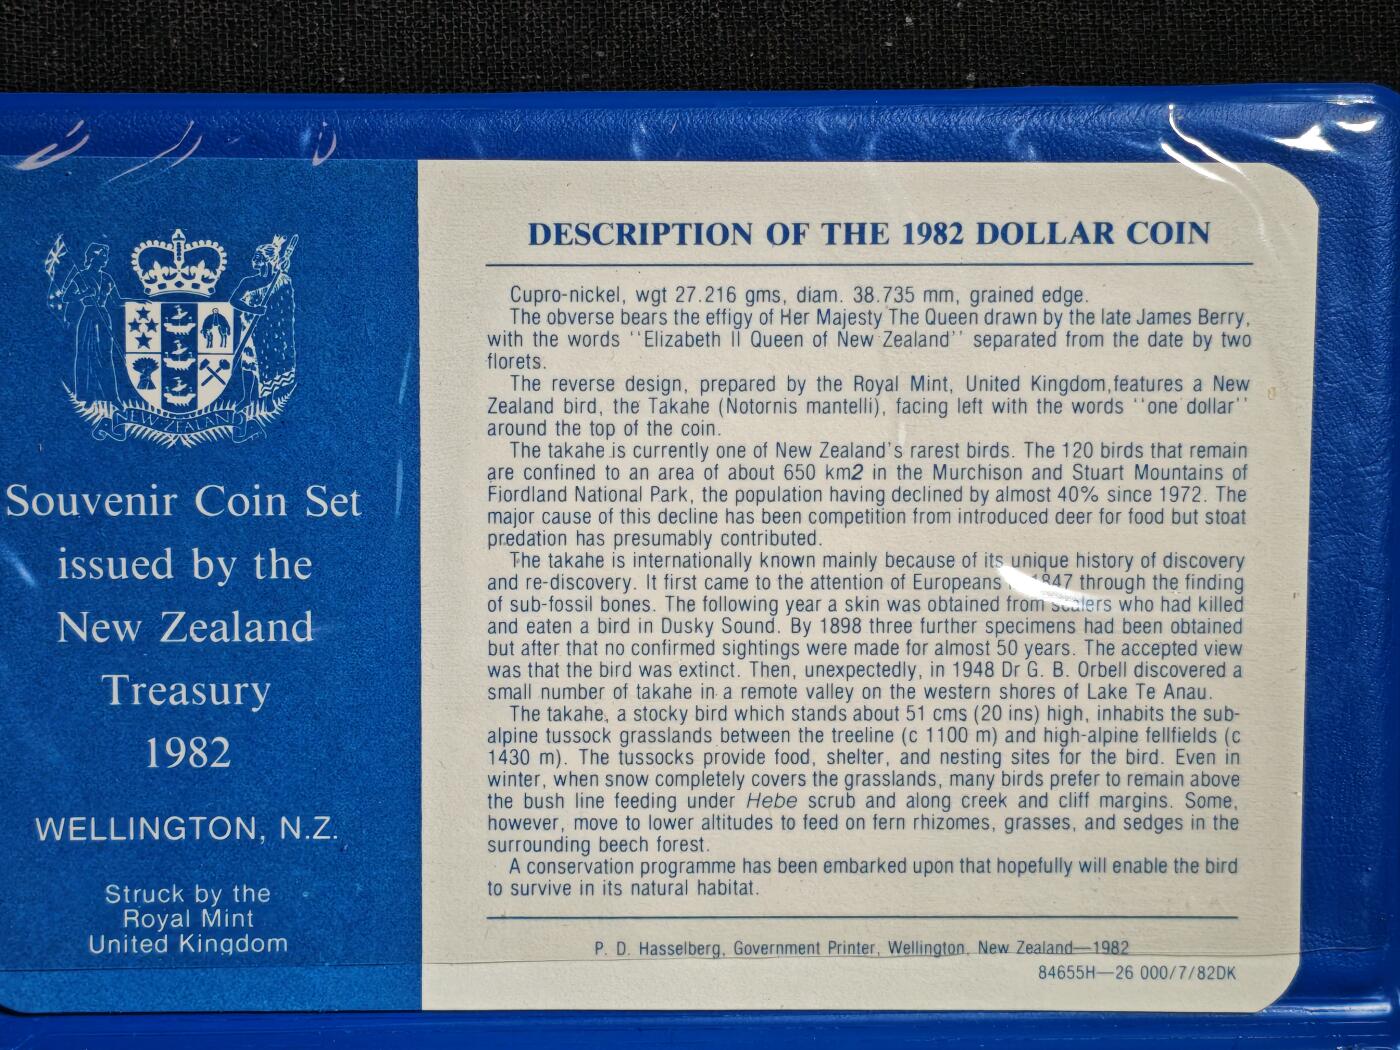 NEW ZEALAND
Souvenir Coin Set
issued by the
New Zealand
Treasury
1982
WELLINGTON, N.Z.
Struck by the
Royal Mint
United Kingdom
DESCRIPTION OF THE 1982 DOLLAR COIN
Cupro-nickel, wgt 27.216 gms, diam. 38.735 mm, grained edge.
The obverse bears the effigy of Her Majesty The Queen drawn by the late James Berry,
with the words ''Elizabeth II Queen of New Zealand'' separated from the date by two
florets.
The reverse design, prepared by the Royal Mint, United Kingdom,features a New
Zealand bird, the Takahe (Notornis mantelli), facing left with the words ''one dollar''
around the top of the coin.
The takahe is currently one of New Zealand's rarest birds. The 120 birds that remain
are confined to an area of about 650 km2 in the Murchison and Stuart Mountains of
Fiordland National Park, the population having declined by almost 40% since 1972. The
major cause of this decline has been competition from introduced deer for food but stoat
predation has presumably contributed.
The takahe is internationally known mainly because of its unique history of discovery
and re-discovery. It first came to the attention of Europeans 1847 through the finding
of sub-fossil bones. The following year a skin was obtained from sealers who had killed
and eaten a bird in Dusky Sound. By 1898 three further specimens had been obtained
but after that no confirmed sightings were made for almost 50 years. The accepted view
was that the bird was extinct. Then, unexpectedly, in 1948 Dr G. B. Orbell discovered a
small number of takahe in a remote valley on the western shores of Lake Te Anau.
The takahe, a stocky bird which stands about 51 cms (20 ins) high, inhabits the sub-
alpine tussock grasslands between the treeline (c 1100 m) and high-alpine fellfields (c
1430 m). The tussocks provide food, shelter, and nesting sites for the bird. Even in
winter, when snow completely covers the grasslands, many birds prefer to remain above
the bush line feeding under Hebe scrub and along creek and cliff margins. Some,
however, move to lower altitudes to feed on fern rhizomes, grasses, and sedges in the
surrounding beech forest.
A conservation programme has been embarked upon that hopefully will enable the bird
to survive in its natural habitat.
P. D. Hasselberg, Government Printer, Wellington, New Zealand—1982
84655H—26 000/7/82DK